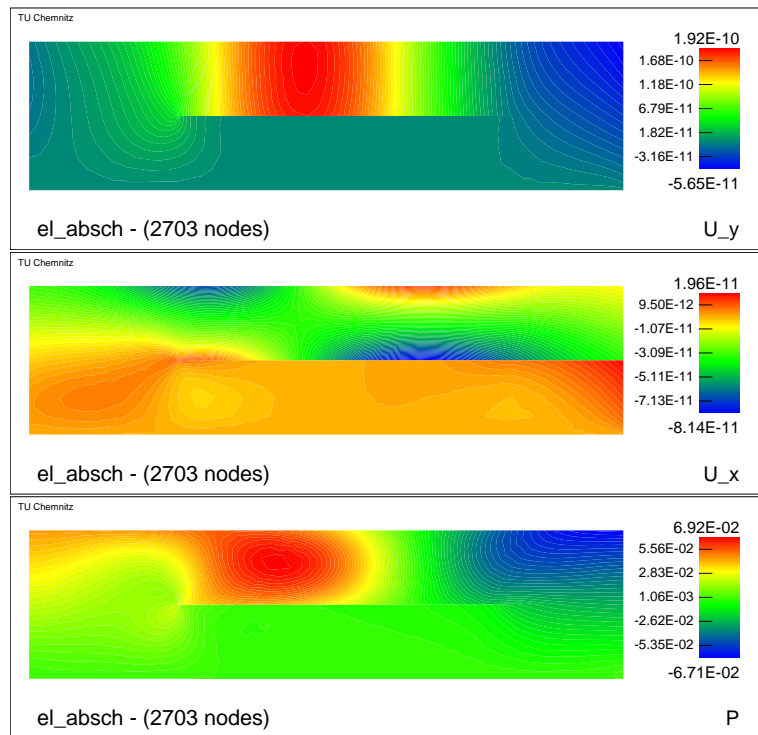 TU Chemnitz
1.92E-10
1.68E-10
1.18E-10
6.79E-11
1.82E-11
-3.16E-11
-5.65E-11
el_absch - (2703 nodes)
U_y
TU Chemnitz
1.96E-11
9.50E-12
-1.07E-11
-3.09E-11
-5.11E-11
-7.13E-11
-8.14E-11
el_absch - (2703 nodes)
U_x
TU Chemnitz
6.92E-02
5.56E-02
2.83E-02
1.06E-03
-2.62E-02
-5.35E-02
-6.71E-02
el_absch - (2703 nodes)
P